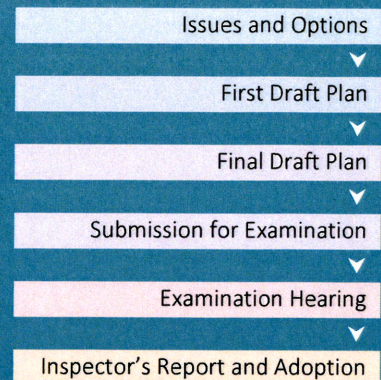 Issues and Options
First Draft Plan
Final Draft Plan
Submission for Examination
Examination Hearing
Inspector's Report and Adoption